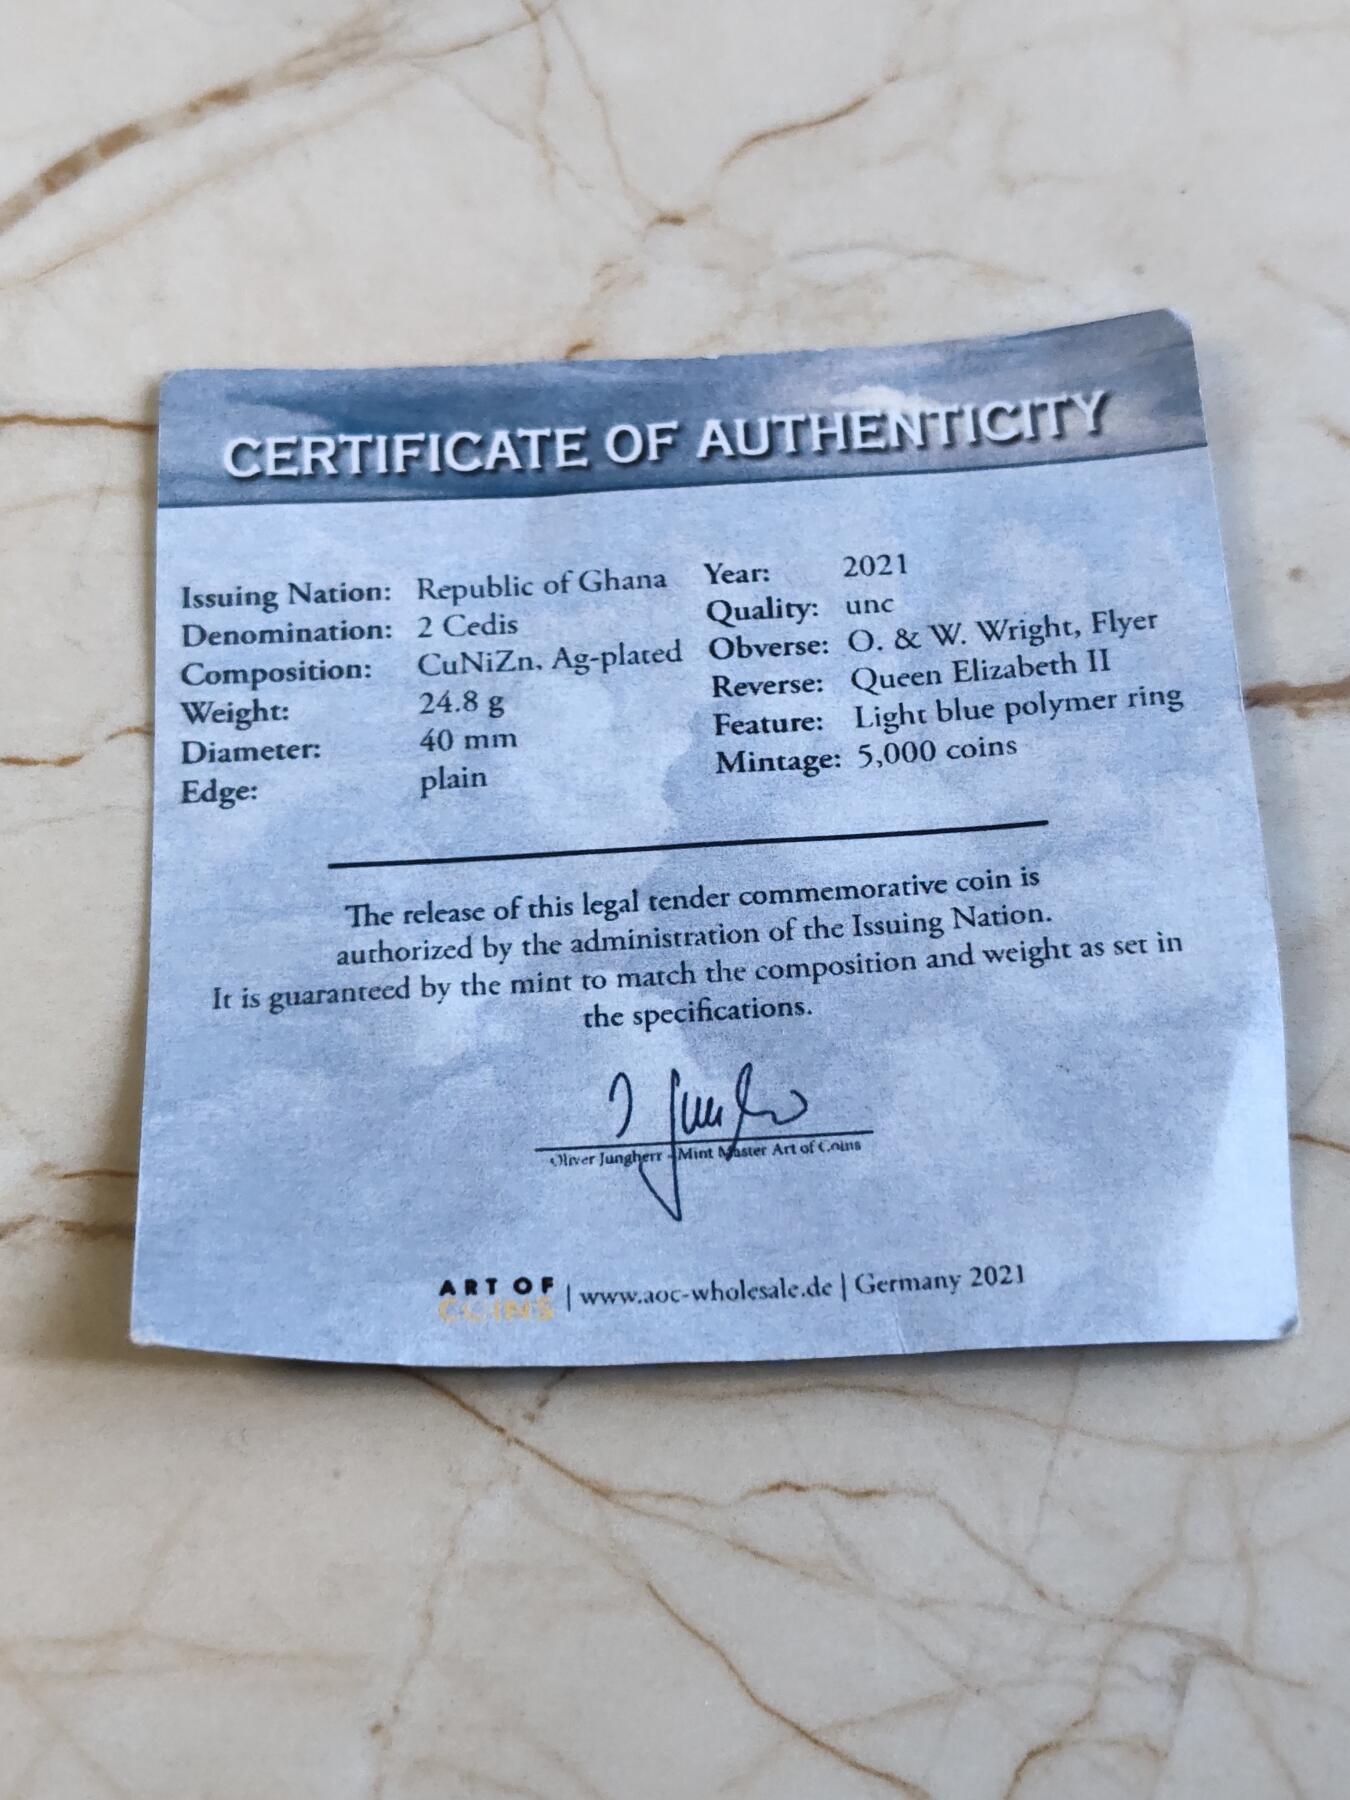 CERTIFICATE OF AUTHENTICITY
Issuing Nation: Republic of Ghana
Denomination: 2 Cedis
Composition: CuNiZn, Ag-plated
Weight: 24.8 g
Diameter: 40 mm
Edge: plain
Year: 2021
Quality: unc
Obverse: O. & W. Wright, Flyer
Reverse: Queen Elizabeth II
Feature: Light blue polymer ring
Mintage: 5,000 coins
The release of this legal tender commemorative coin is
authorized by the administration of the Issuing Nation.
It is guaranteed by the mint to match the composition and weight as set in
the specifications.
Oliver Jungherr - Mint Master Art of Coins
ART OF
COINS
| www.aoc-wholesale.de | Germany 2021